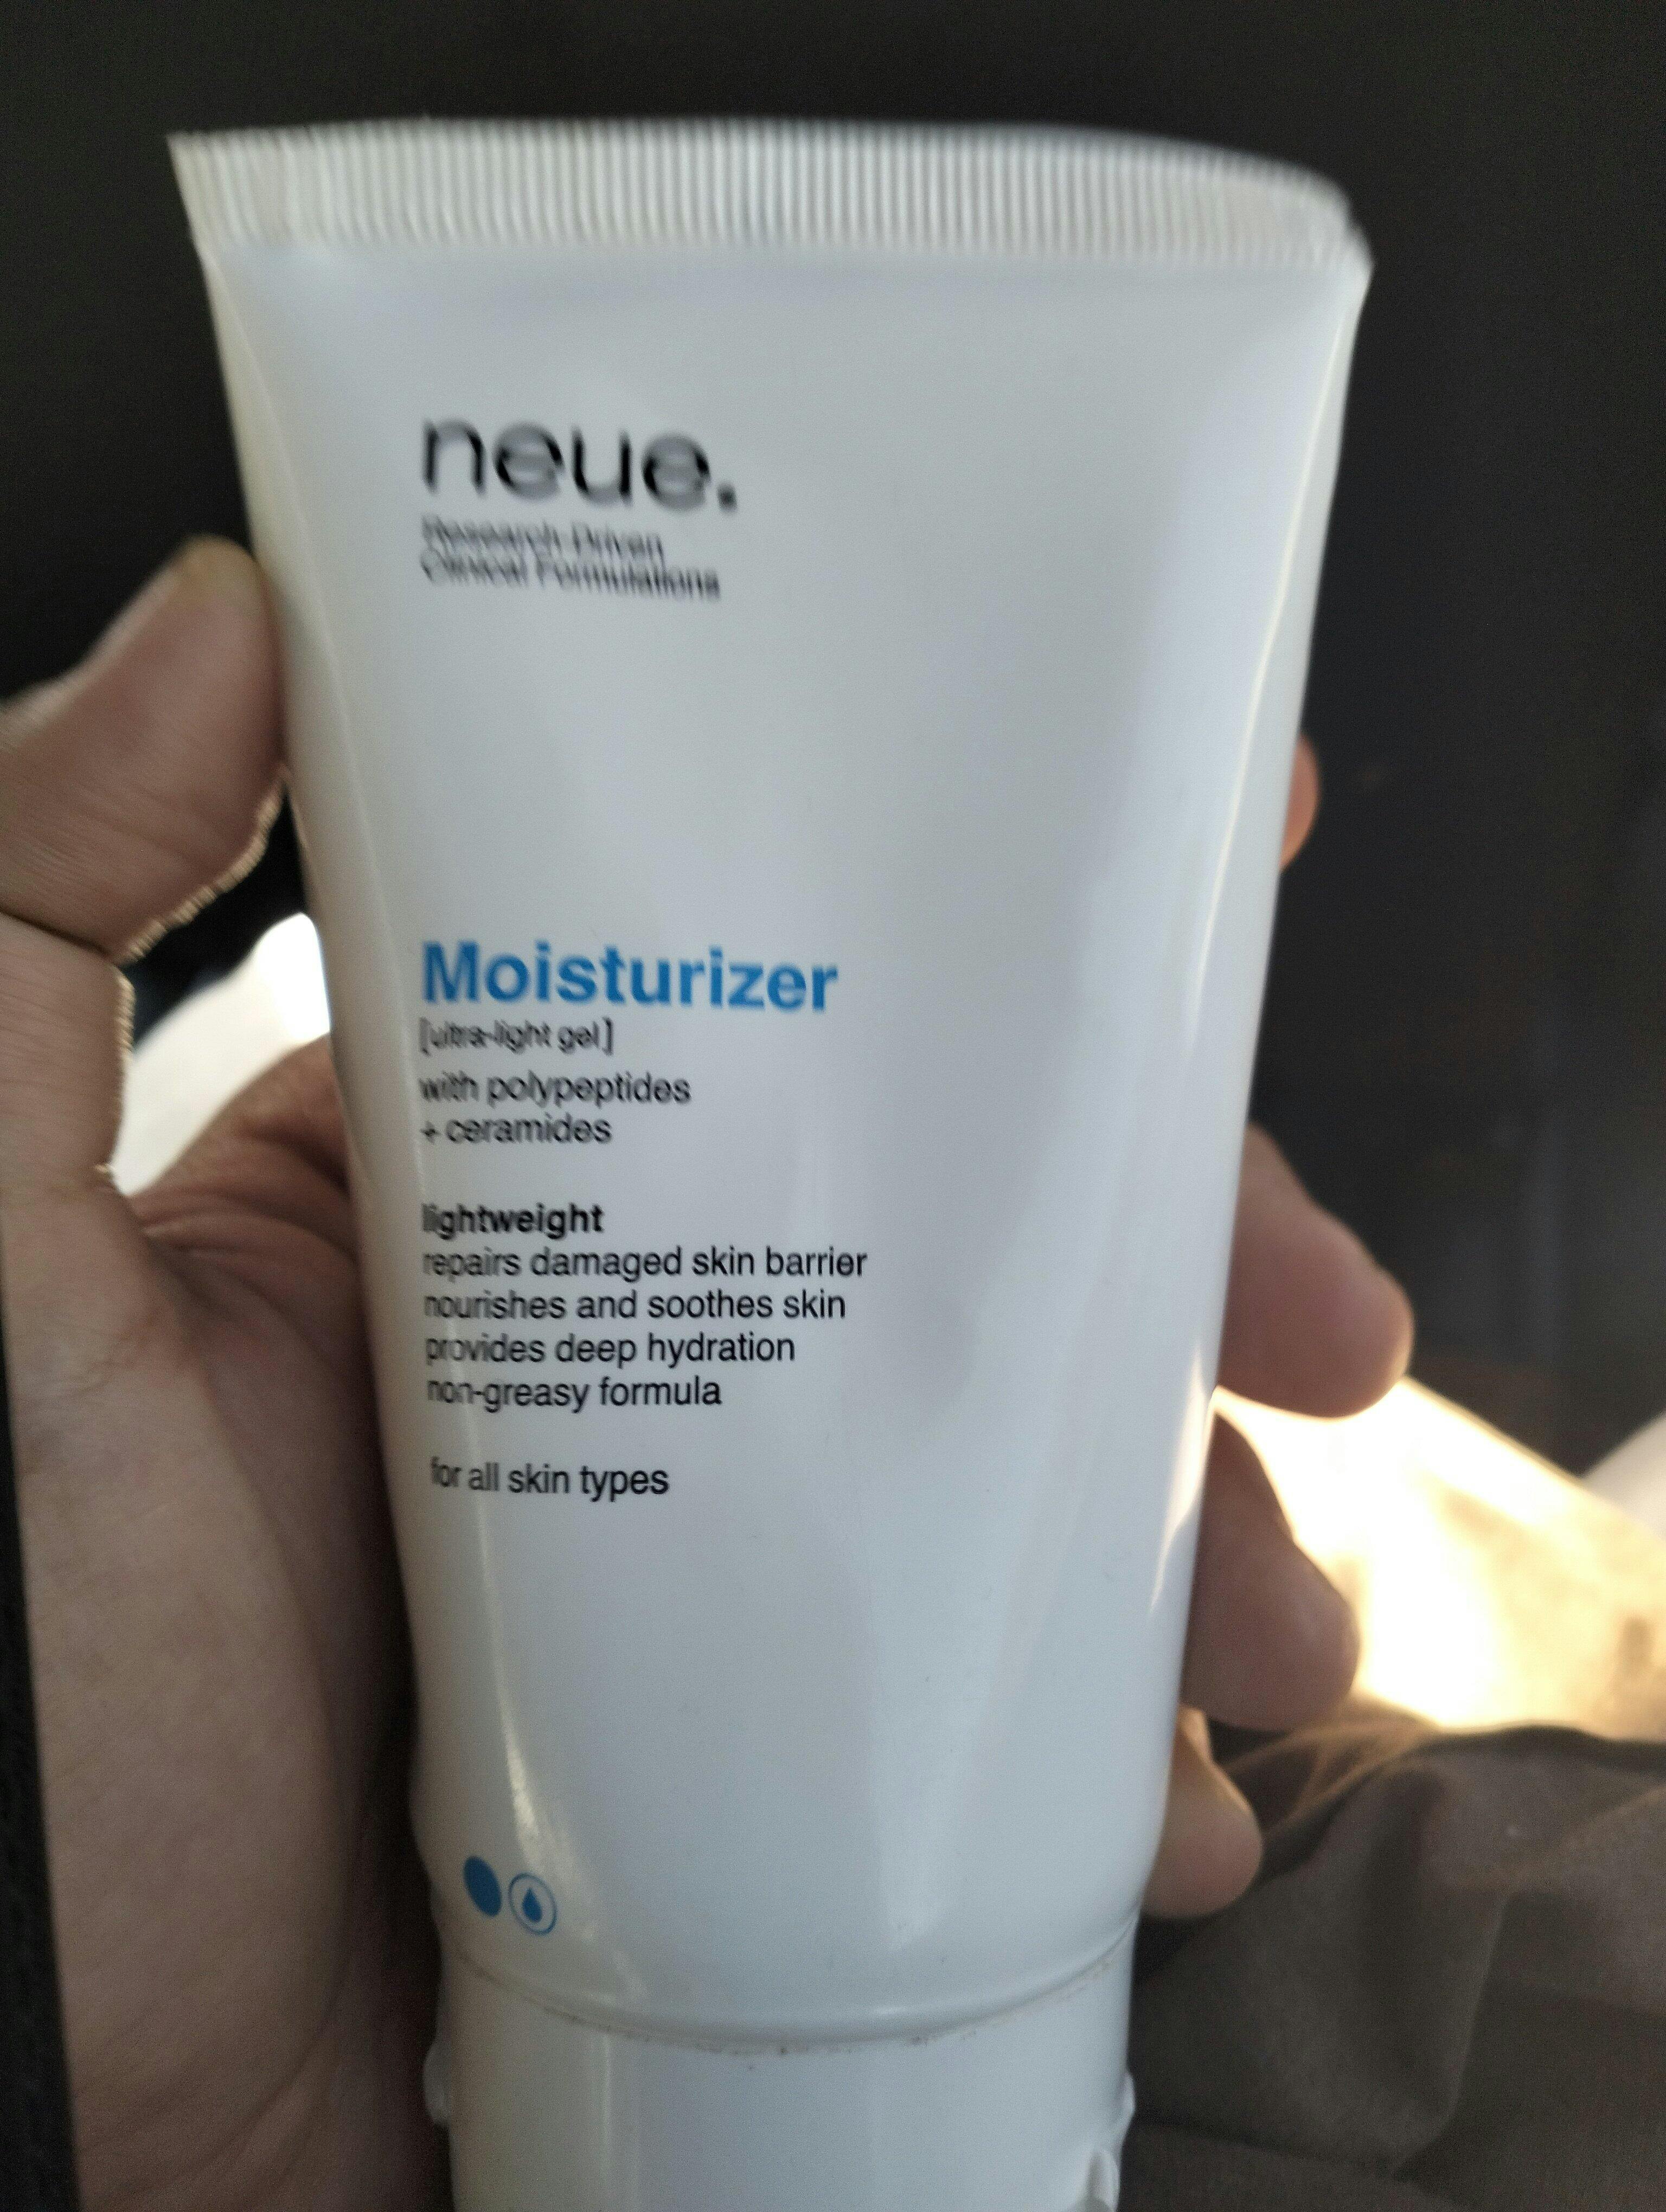 neue.
Research-Driven
Clinical Formulations
Moisturizer
[ultra-light gel]
with polypeptides
+ ceramides
lightweight
repairs damaged skin barrier
nourishes and soothes skin
provides deep hydration
non-greasy formula
for all skin types